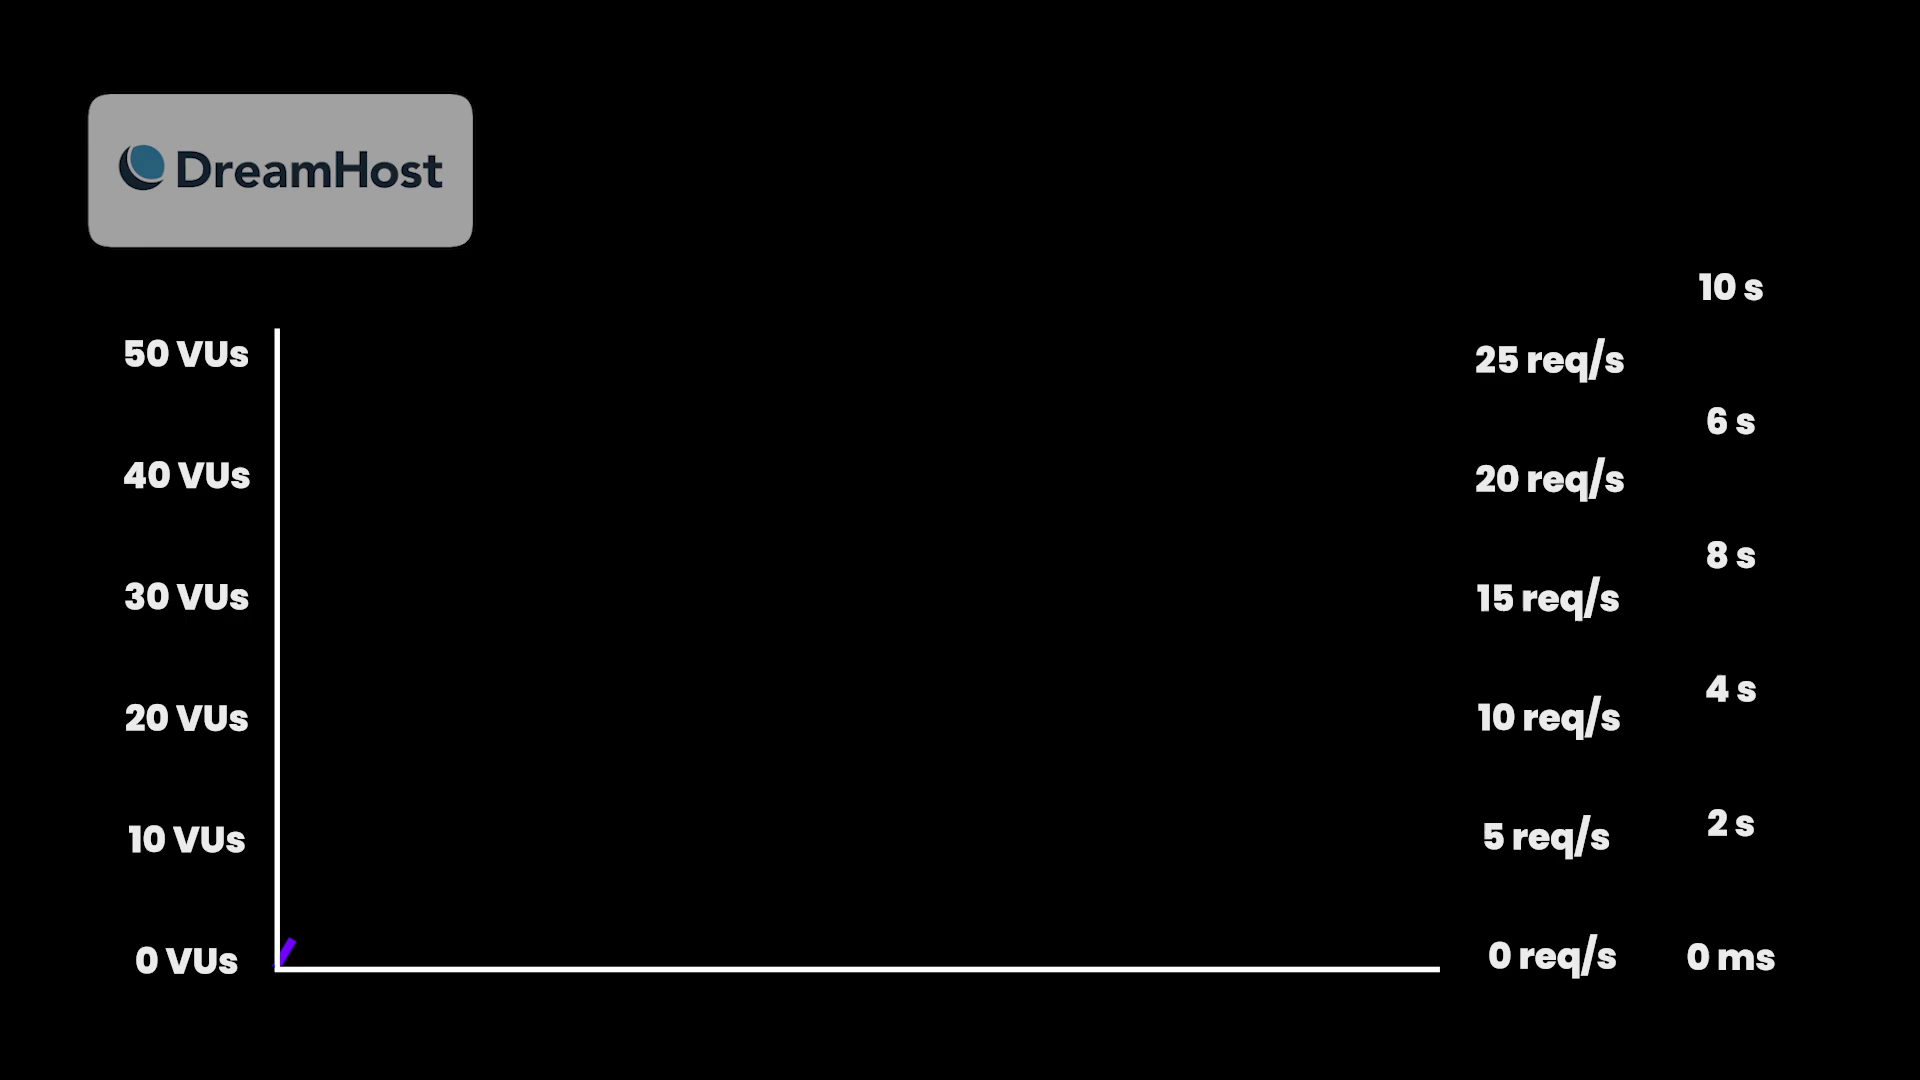 DreamHost
50 VUs
40 VUs
30 VUs
20 VUs
10 VUs
0 VUs
25 req/s
20 req/s
15 req/s
10 req/s
5 req/s
0 req/s
10 s
6 s
8 s
4 s
2 s
0 ms